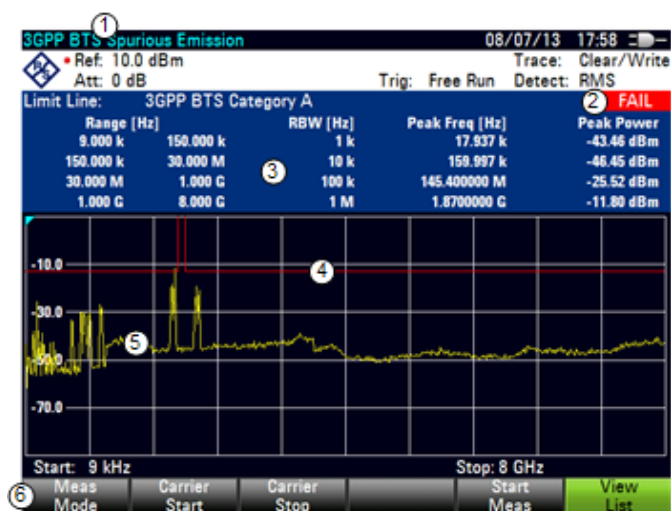 1
3GPP BTS Spurious Emission 08/07/13 17:58
R&S Ref: 10.0 dBm Trace: Clear/Write
Att: 0 dB Trig: Free Run Detect: RMS
Limit Line: 3GPP BTS Category A 2 FAIL
Range [Hz] RBW [Hz] Peak Freq [Hz] Peak Power
9.000 k 150.000 k 1 k 17.937 k -43.46 dBm
150.000 k 30.000 M 10 k 159.997 k -46.45 dBm
3
30.000 M 1.000 G 100 k 145.400000 M -25.52 dBm
1.000 G 8.000 G 1 M 1.8700000 G -11.80 dBm
-10.0 4
-30.0
5
-50.0
-70.0
Start: 9 kHz Stop: 8 GHz
6
Meas Carrier Carrier Start View
Mode Start Stop Meas List